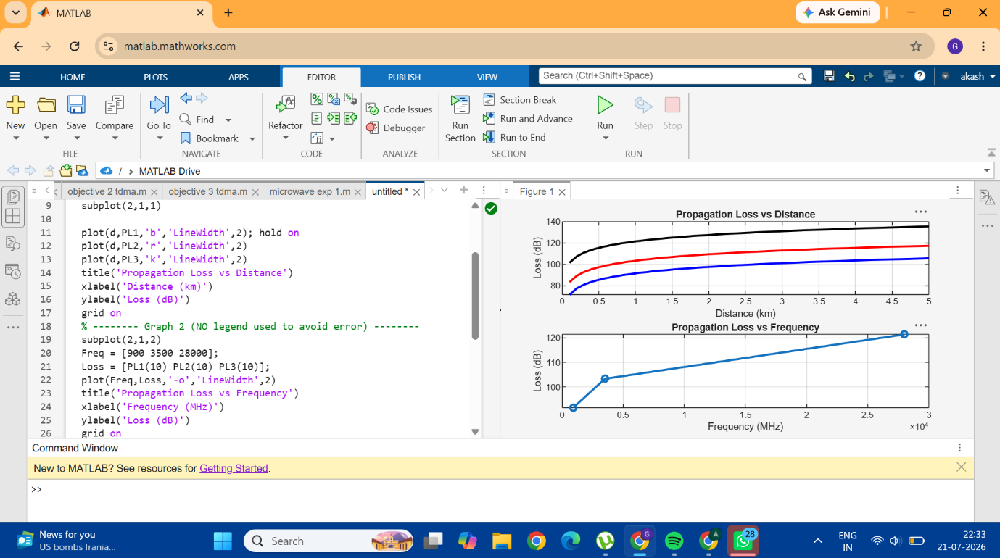 MATLAB
Ask Gemini
matlab.mathworks.com
G
HOME
PLOTS
APPS
EDITOR
PUBLISH
VIEW
Search (Ctrl+Shift+Space)
akash
New
Open
Save
Compare
FILE
Go To
Find
Bookmark
NAVIGATE
Refactor
CODE
Code Issues
Debugger
ANALYZE
Run
Section
Section Break
Run and Advance
Run to End
SECTION
Run
Step
Stop
RUN
/ > MATLAB Drive
objective 2 tdma.m
objective 3 tdma.m
microwave exp 1.m
untitled *
9 subplot(2,1,1)
10
11 plot(d,PL1,'b','LineWidth',2); hold on
12 plot(d,PL2,'r','LineWidth',2)
13 plot(d,PL3,'k','LineWidth',2)
14 title('Propagation Loss vs Distance')
15 xlabel('Distance (km)')
16 ylabel('Loss (dB)')
17 grid on
18 % -------- Graph 2 (NO legend used to avoid error) --------
19 subplot(2,1,2)
20 Freq = [900 3500 28000];
21 Loss = [PL1(10) PL2(10) PL3(10)];
22 plot(Freq,Loss,'-o','LineWidth',2)
23 title('Propagation Loss vs Frequency')
24 xlabel('Frequency (MHz)')
25 ylabel('Loss (dB)')
26 grid on
Figure 1
Propagation Loss vs Distance
Loss (dB)
140
120
100
80
0 0.5 1 1.5 2 2.5 3 3.5 4 4.5 5
Distance (km)
Propagation Loss vs Frequency
Loss (dB)
120
110
100
0 0.5 1 1.5 2 2.5 3
Frequency (MHz)
×10⁴
Command Window
New to MATLAB? See resources for Getting Started.
>>
News for you
US bombs Irania...
Search
G
A
28
ENG
IN
22:33
21-07-2026